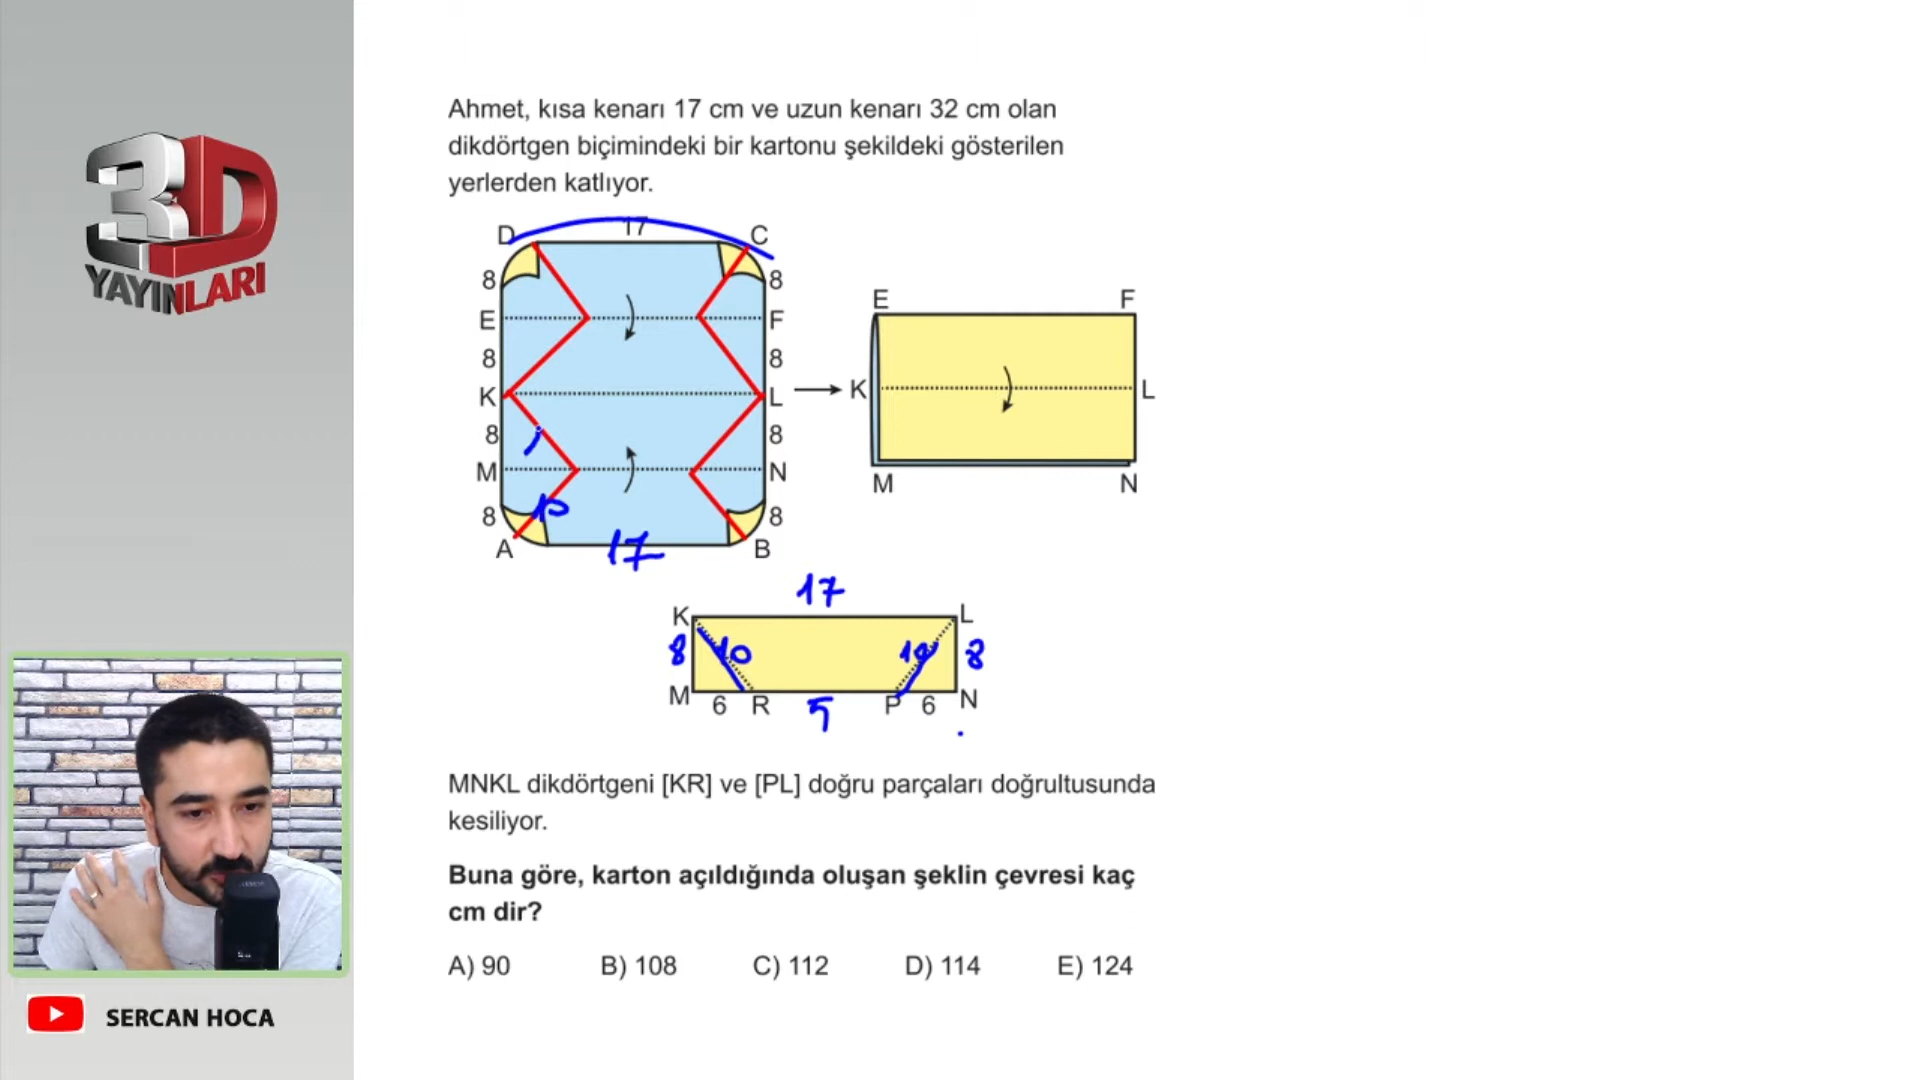 3D
YAYINLARI
Ahmet, kısa kenarı 17 cm ve uzun kenarı 32 cm olan
dikdörtgen biçimindeki bir kartonu şekildeki gösterilen
yerlerden katlıyor.
D 17 C
8 8
E F
8 8
K L
8 8
M N
8 10 8
A 17 B
E F
K L
M N
17
K L
8 10 10 8
M 6 R 5 P 6 N
MNKL dikdörtgeni [KR] ve [PL] doğru parçaları doğrultusunda
kesiliyor.
Buna göre, karton açıldığında oluşan şeklin çevresi kaç
cm dir?
A) 90 B) 108 C) 112 D) 114 E) 124
SERCAN HOCA